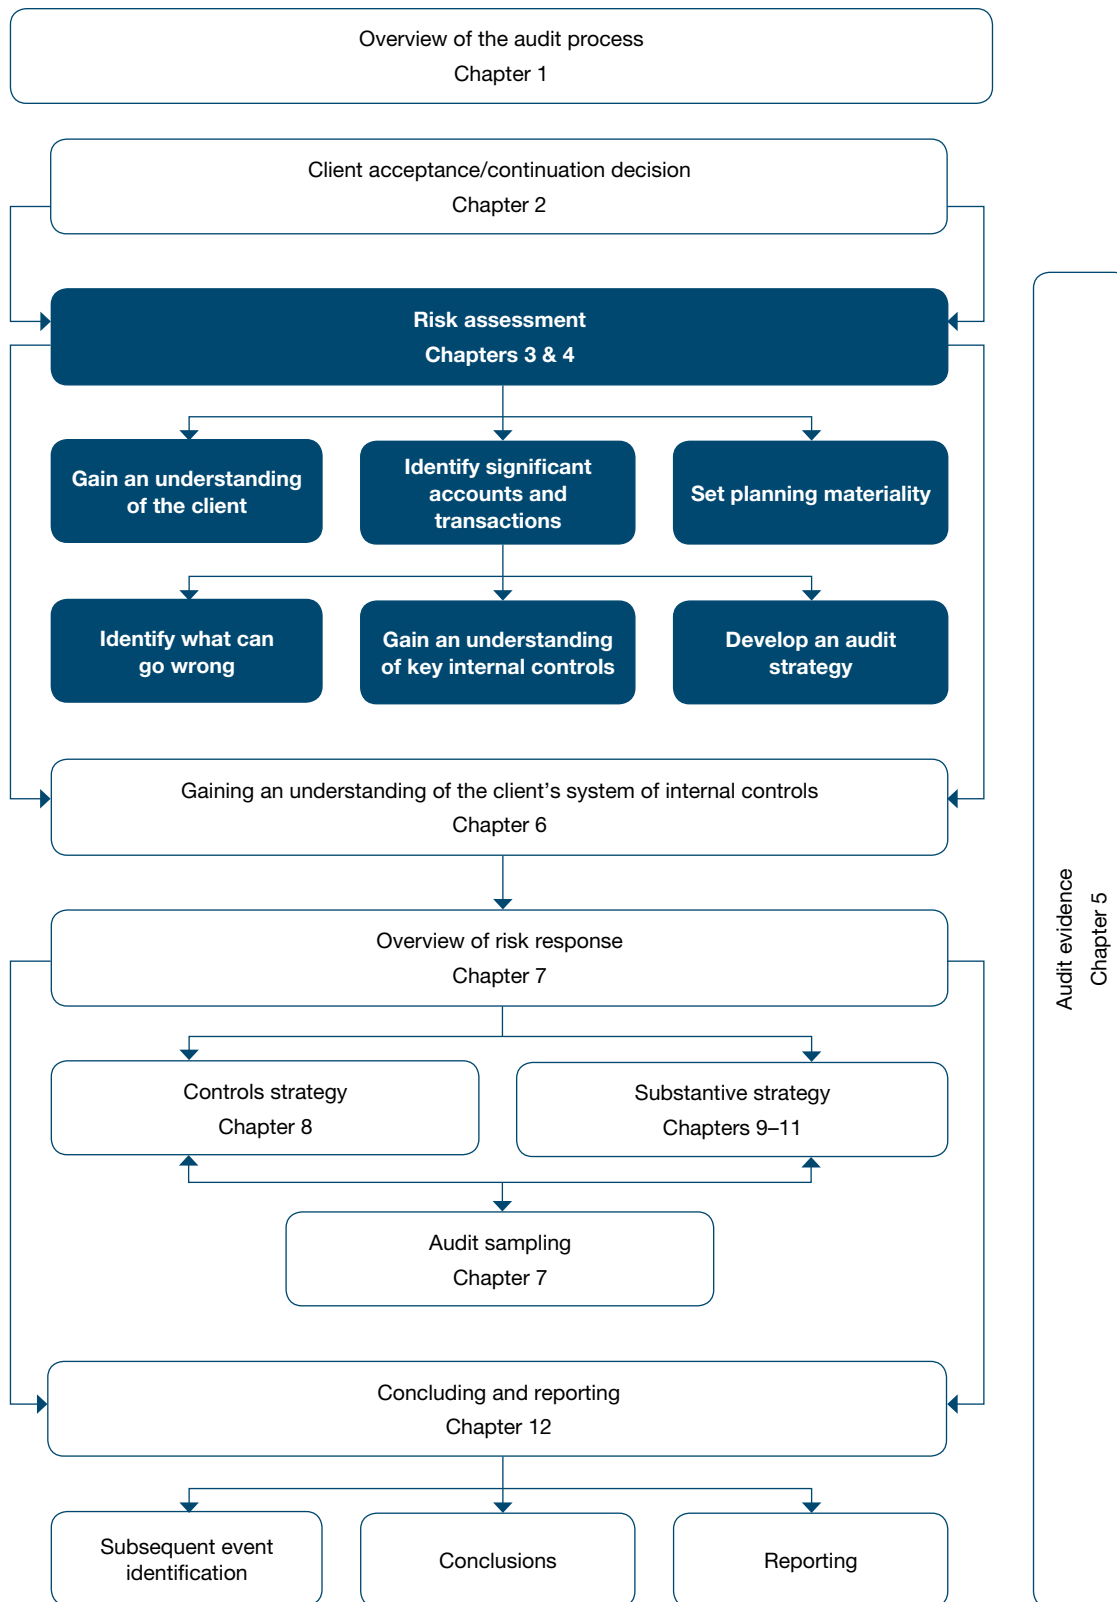 Overview of the audit process
Chapter 1
Client acceptance/continuation decision
Chapter 2
Risk assessment
Chapters 3 & 4
Gain an understanding
of the client
Identify significant
accounts and
transactions
Set planning materiality
Identify what can
go wrong
Gain an understanding
of key internal controls
Develop an audit
strategy
Gaining an understanding of the client's system of internal controls
Chapter 6
Overview of risk response
Chapter 7
Controls strategy
Chapter 8
Substantive strategy
Chapters 9–11
Audit sampling
Chapter 7
Concluding and reporting
Chapter 12
Subsequent event
identification
Conclusions
Reporting
Audit evidence
Chapter 5